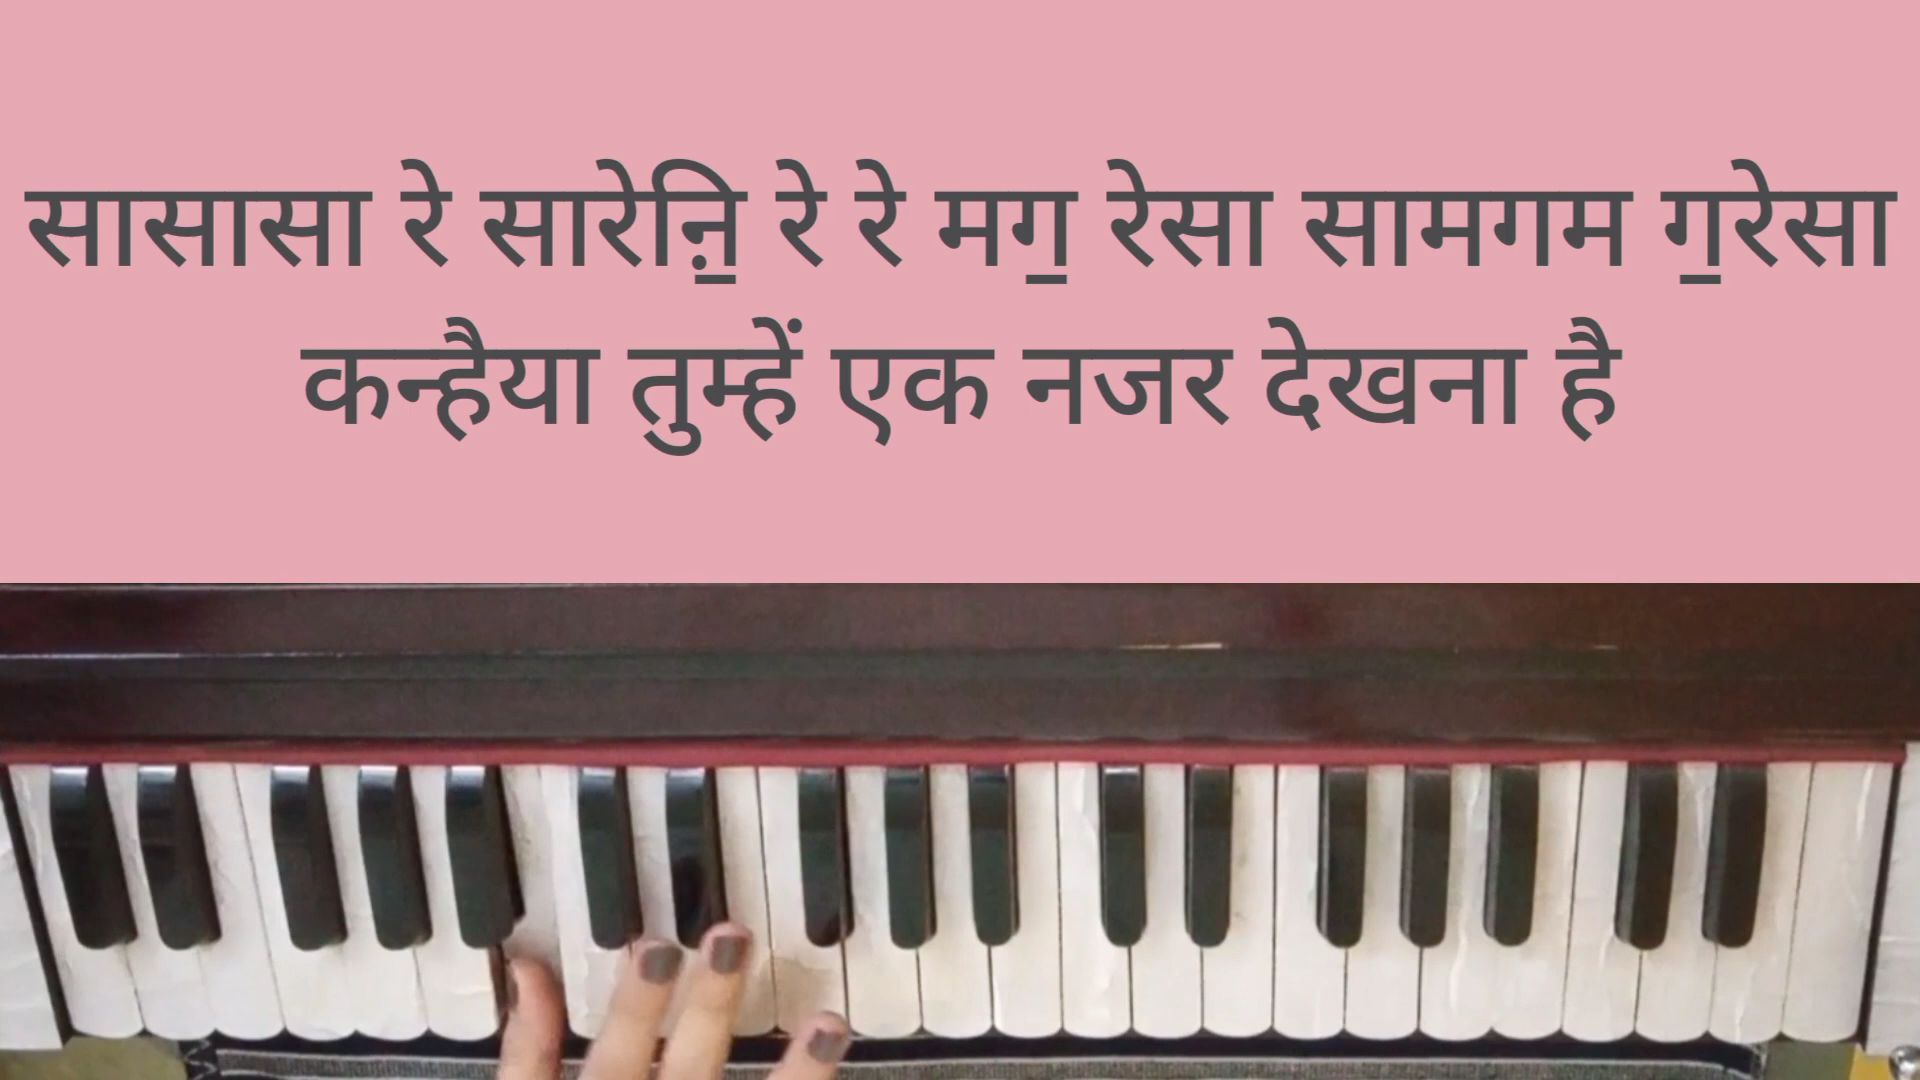 सासासा रे सारेऩि॒ रे रे मग॒ रेसा सामगम ग॒रेसा
कन्हैया तुम्हें एक नजर देखना है